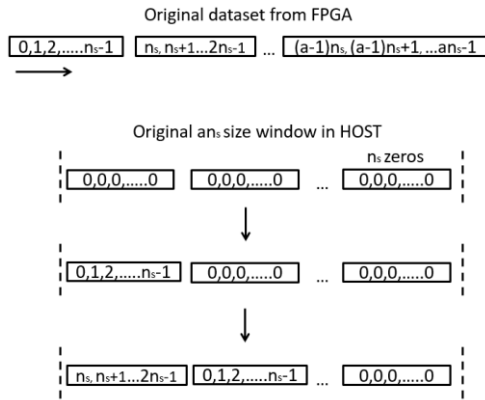 Original dataset from FPGA
0,1,2,.....nₛ-1 nₛ, nₛ+1...2nₛ-1 ... (a-1)nₛ, (a-1)nₛ+1, ...anₛ-1
Original anₛ size window in HOST
nₛ zeros
0,0,0,.....0 0,0,0,.....0 ... 0,0,0,.....0
0,1,2,.....nₛ-1 0,0,0,.....0 ... 0,0,0,.....0
nₛ, nₛ+1...2nₛ-1 0,1,2,.....nₛ-1 ... 0,0,0,.....0